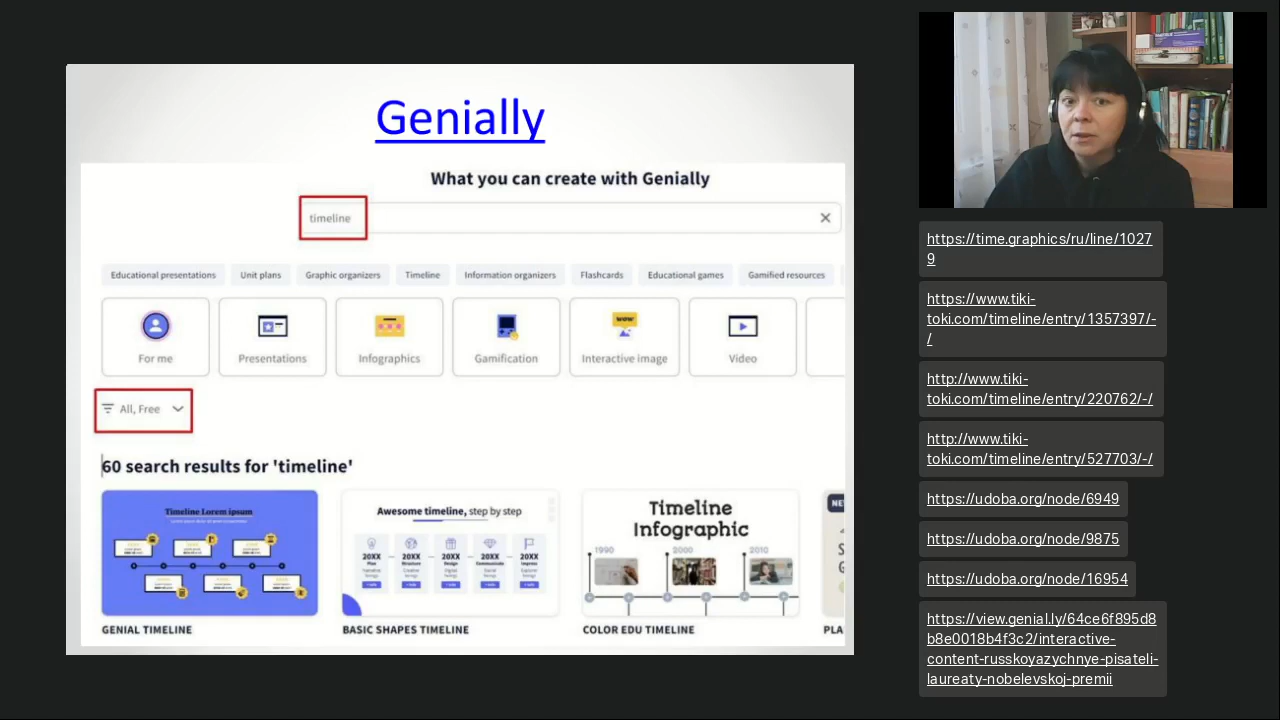 Genially
What you can create with Genially
timeline
Educational presentations Unit plans Graphic organizers Timeline Information organizers Flashcards Educational games Gamified resources
For me Presentations Infographics Gamification Interactive image Video
All, Free
60 search results for 'timeline'
Timeline Lorem ipsum
Awesome timeline, step by step
20XX 20XX 20XX 20XX 20XX
Timeline
Infographic
1990 2000 2010
GENIAL TIMELINE BASIC SHAPES TIMELINE COLOR EDU TIMELINE PLA
https://time.graphics/ru/line/1027
9
https://www.tiki-
toki.com/timeline/entry/1357397/-
/
http://www.tiki-
toki.com/timeline/entry/220762/-/
http://www.tiki-
toki.com/timeline/entry/527703/-/
https://udoba.org/node/6949
https://udoba.org/node/9875
https://udoba.org/node/16954
https://view.genial.ly/64ce6f895d8
b8e0018b4f3c2/interactive-
content-russkoyazychnye-pisateli-
laureaty-nobelevskoj-premii